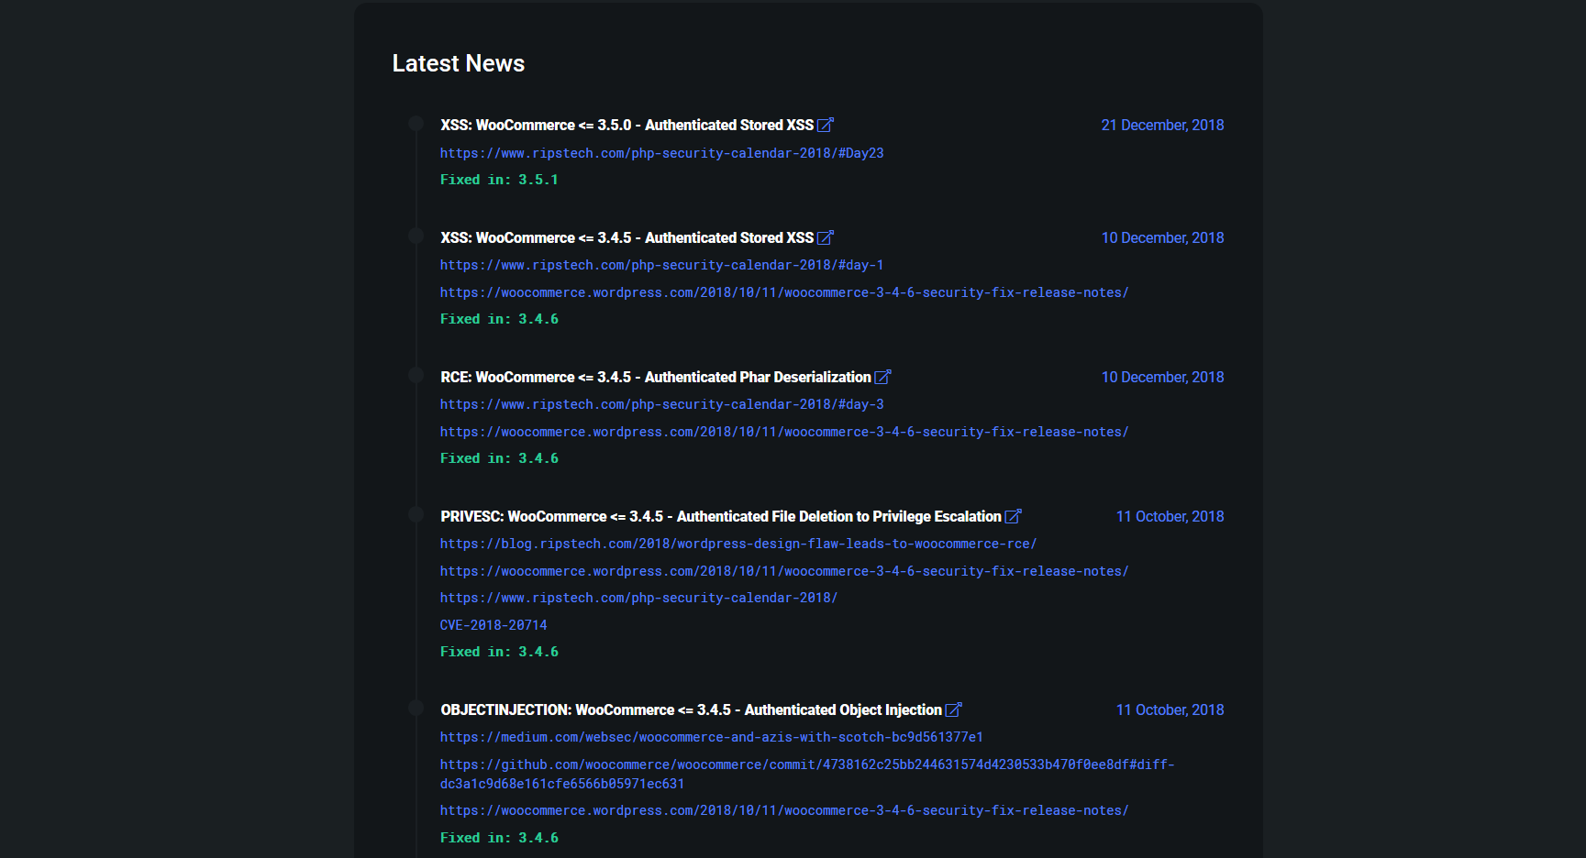 Latest News
XSS: WooCommerce <= 3.5.0 - Authenticated Stored XSS 21 December, 2018
https://www.ripstech.com/php-security-calendar-2018/#Day23
Fixed in: 3.5.1
XSS: WooCommerce <= 3.4.5 - Authenticated Stored XSS 10 December, 2018
https://www.ripstech.com/php-security-calendar-2018/#day-1
https://woocommerce.wordpress.com/2018/10/11/woocommerce-3-4-6-security-fix-release-notes/
Fixed in: 3.4.6
RCE: WooCommerce <= 3.4.5 - Authenticated Phar Deserialization 10 December, 2018
https://www.ripstech.com/php-security-calendar-2018/#day-3
https://woocommerce.wordpress.com/2018/10/11/woocommerce-3-4-6-security-fix-release-notes/
Fixed in: 3.4.6
PRIVESC: WooCommerce <= 3.4.5 - Authenticated File Deletion to Privilege Escalation 11 October, 2018
https://blog.ripstech.com/2018/wordpress-design-flaw-leads-to-woocommerce-rce/
https://woocommerce.wordpress.com/2018/10/11/woocommerce-3-4-6-security-fix-release-notes/
https://www.ripstech.com/php-security-calendar-2018/
CVE-2018-20714
Fixed in: 3.4.6
OBJECTINJECTION: WooCommerce <= 3.4.5 - Authenticated Object Injection 11 October, 2018
https://medium.com/websec/woocommerce-and-azis-with-scotch-bc9d561377e1
https://github.com/woocommerce/woocommerce/commit/4738162c25bb244631574d4230533b470f0ee8df#diff-
dc3a1c9d68e161cfe6566b05971ec631
https://woocommerce.wordpress.com/2018/10/11/woocommerce-3-4-6-security-fix-release-notes/
Fixed in: 3.4.6